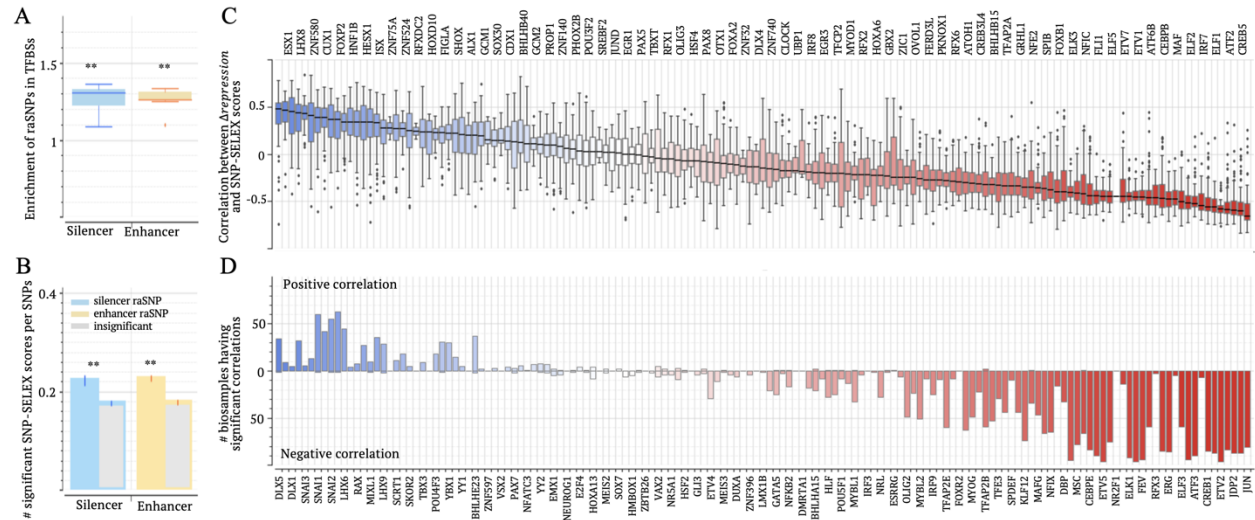 A
Enrichment of raSNPs in TFBSs
1.5
1
**
**
Silencer Enhancer
B
# significant SNP-SELEX scores per SNPs
0.4
0.2
silencer raSNP
enhancer raSNP
insignificant
**
**
Silencer Enhancer
C
Correlation between Δrepression
and SNP-SELEX scores
0.5
0
-0.5
ESX1
LHX8
ZNF580
CUX1
FOXP2
HNF1B
HESX1
ISX
ZNF75A
ZNF524
RFXDC2
HOXD10
FIGLA
SHOX
ALX1
GCM1
SOX30
CDX1
BHLHB40
GCM2
PROP1
ZNF140
PHOX2B
POU5F2
SREBF2
JUND
EGR1
PAX5
TBXT
RFX1
OLIG3
HSF4
PAX8
OTX1
FOXA2
ZNF32
DLX4
ZNF740
CLOCK
UBP1
IRF8
EGR3
TFCP2
MYOD1
RFX2
HOXA6
GBX2
ZIC1
OVOL1
FERD3L
PKNOX1
RFX6
ATOH1
CREB3L4
BHLHB15
TFAP2A
GRHL1
NFE2
SPIB
FOXB1
ELK3
NFIC
FLI1
ELF5
ETV7
ETV1
ATF6B
CEBPB
MAF
ELF2
IRF7
ELF1
ATF2
CREB5
D
# biosamples having
significant correlations
Positive correlation
50
0
50
Negative correlation
DLX5
DLX1
SNAI3
SNAI1
SNAI2
LHX6
RAX
MIXL1
LHX9
SCRT1
SKOR2
TBX3
POU4F3
YBX1
YY1
BHLHE23
ZNF597
VSX2
PAX7
NFATC3
YY2
EMX1
NEUROG1
E2F4
HOXA13
MEIS2
SOX7
HMBOX1
ZBTB26
VAX2
NR5A1
HSF2
GLI3
ETV4
MEIS3
DUXA
ZNF396
LMX1B
GATA5
NFKB2
DMRTA1
BHLHA15
HLF
POU5F1
MYBL1
IRF3
NRL
ESRRG
OLIG2
MYBL2
IRF9
TFAP2E
FOXR2
MYOG
TFAP2B
TFE3
SPDEF
KLF12
MAFG
NFIX
DBP
MSC
CEBPE
ETV5
NR2F1
ELK1
FEV
RFX3
ERG
ELF3
ATF3
CREB1
ETV2
JDP2
JUN